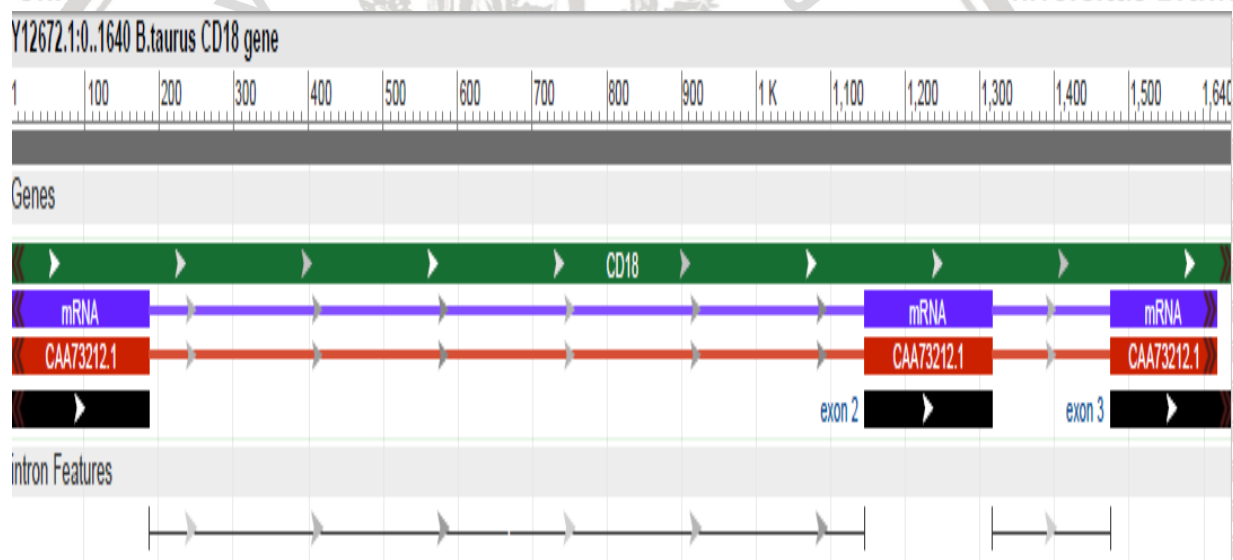 Y12672.1:0..1640 B.taurus CD18 gene
1 100 200 300 400 500 600 700 800 900 1 K 1,100 1,200 1,300 1,400 1,500 1,640
Genes
CD18
mRNA mRNA mRNA
CAA73212.1 CAA73212.1 CAA73212.1
exon 2 exon 3
intron Features